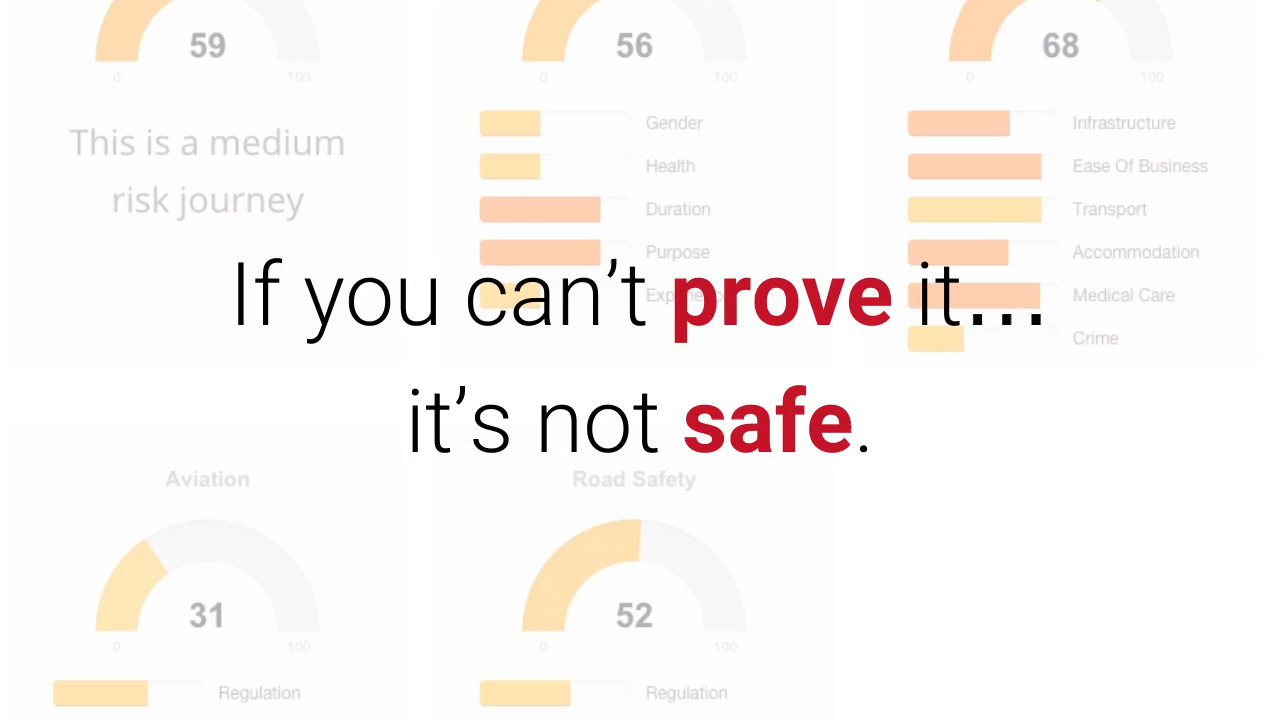 59
0 100
This is a medium
risk journey
56
0 100
Gender
Health
Duration
Purpose
Experience
68
0 100
Infrastructure
Ease Of Business
Transport
Accommodation
Medical Care
Crime
If you can’t prove it...
it’s not safe.
Aviation
31
0 100
Regulation
Road Safety
52
0 100
Regulation